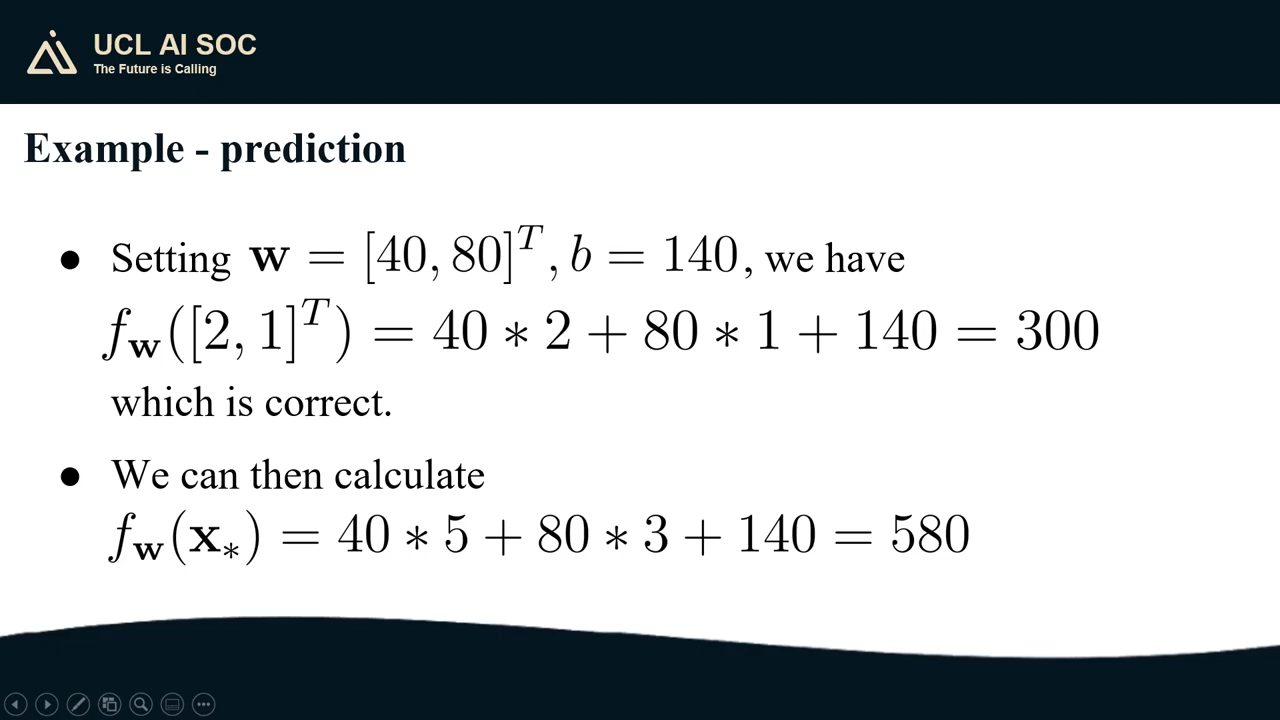 UCL AI SOC
The Future is Calling
Example - prediction
● Setting w = [40, 80]^T, b = 140, we have
f_w([2, 1]^T) = 40 * 2 + 80 * 1 + 140 = 300
which is correct.
● We can then calculate
f_w(x_*) = 40 * 5 + 80 * 3 + 140 = 580